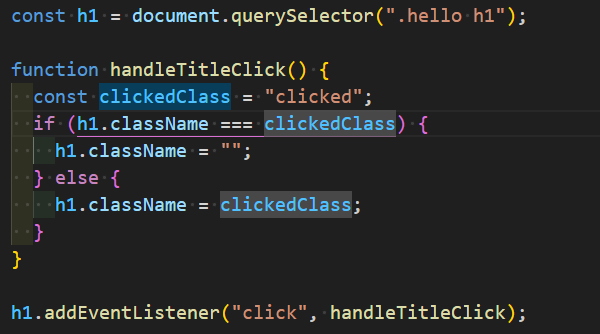 const h1 = document.querySelector(".hello h1");
function handleTitleClick() {
const clickedClass = "clicked";
if (h1.className === clickedClass) {
h1.className = "";
} else {
h1.className = clickedClass;
}
}
h1.addEventListener("click", handleTitleClick);